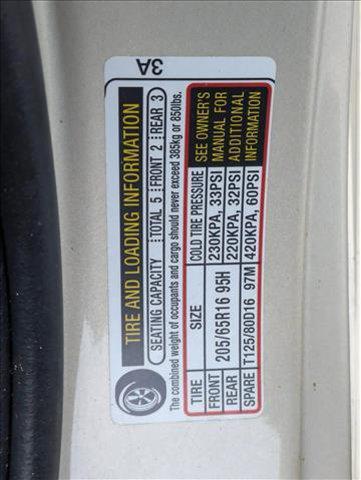 3A
TIRE AND LOADING INFORMATION
SEATING CAPACITY TOTAL 5 FRONT 2 REAR 3
The combined weight of occupants and cargo should never exceed 385kg or 850lbs.
TIRE SIZE COLD TIRE PRESSURE
FRONT 205/65R16 95H 230KPA, 33PSI
REAR 220KPA, 32PSI
SPARE T125/80D16 97M 420KPA, 60PSI
SEE OWNER'S
MANUAL FOR
ADDITIONAL
INFORMATION